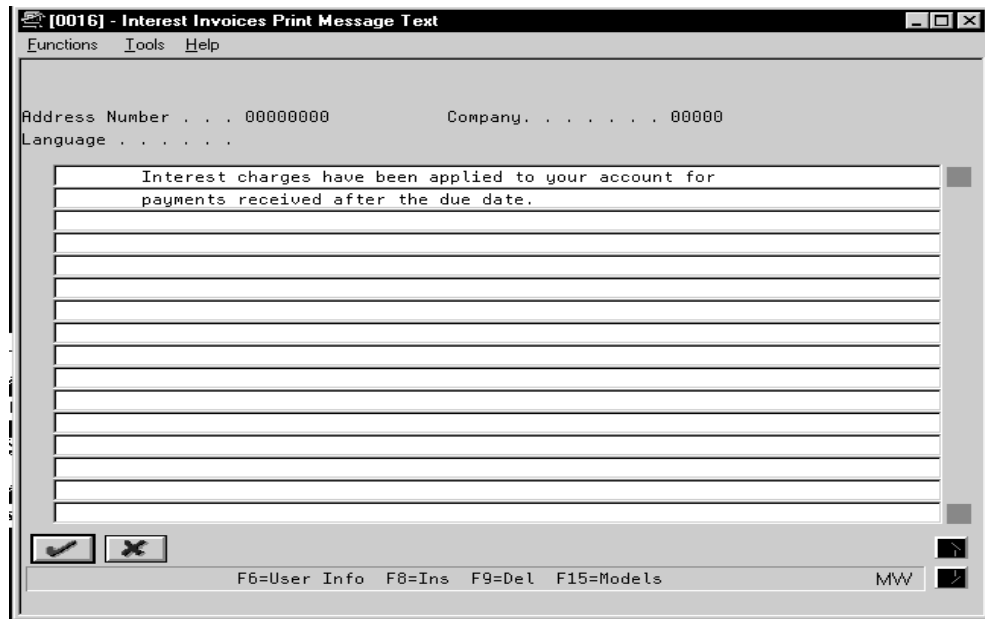 [0016] - Interest Invoices Print Message Text
Functions Tools Help
Address Number . . . 00000000 Company. . . . . . . 00000
Language . . . . . .
Interest charges have been applied to your account for
payments received after the due date.
F6=User Info F8=Ins F9=Del F15=Models MW